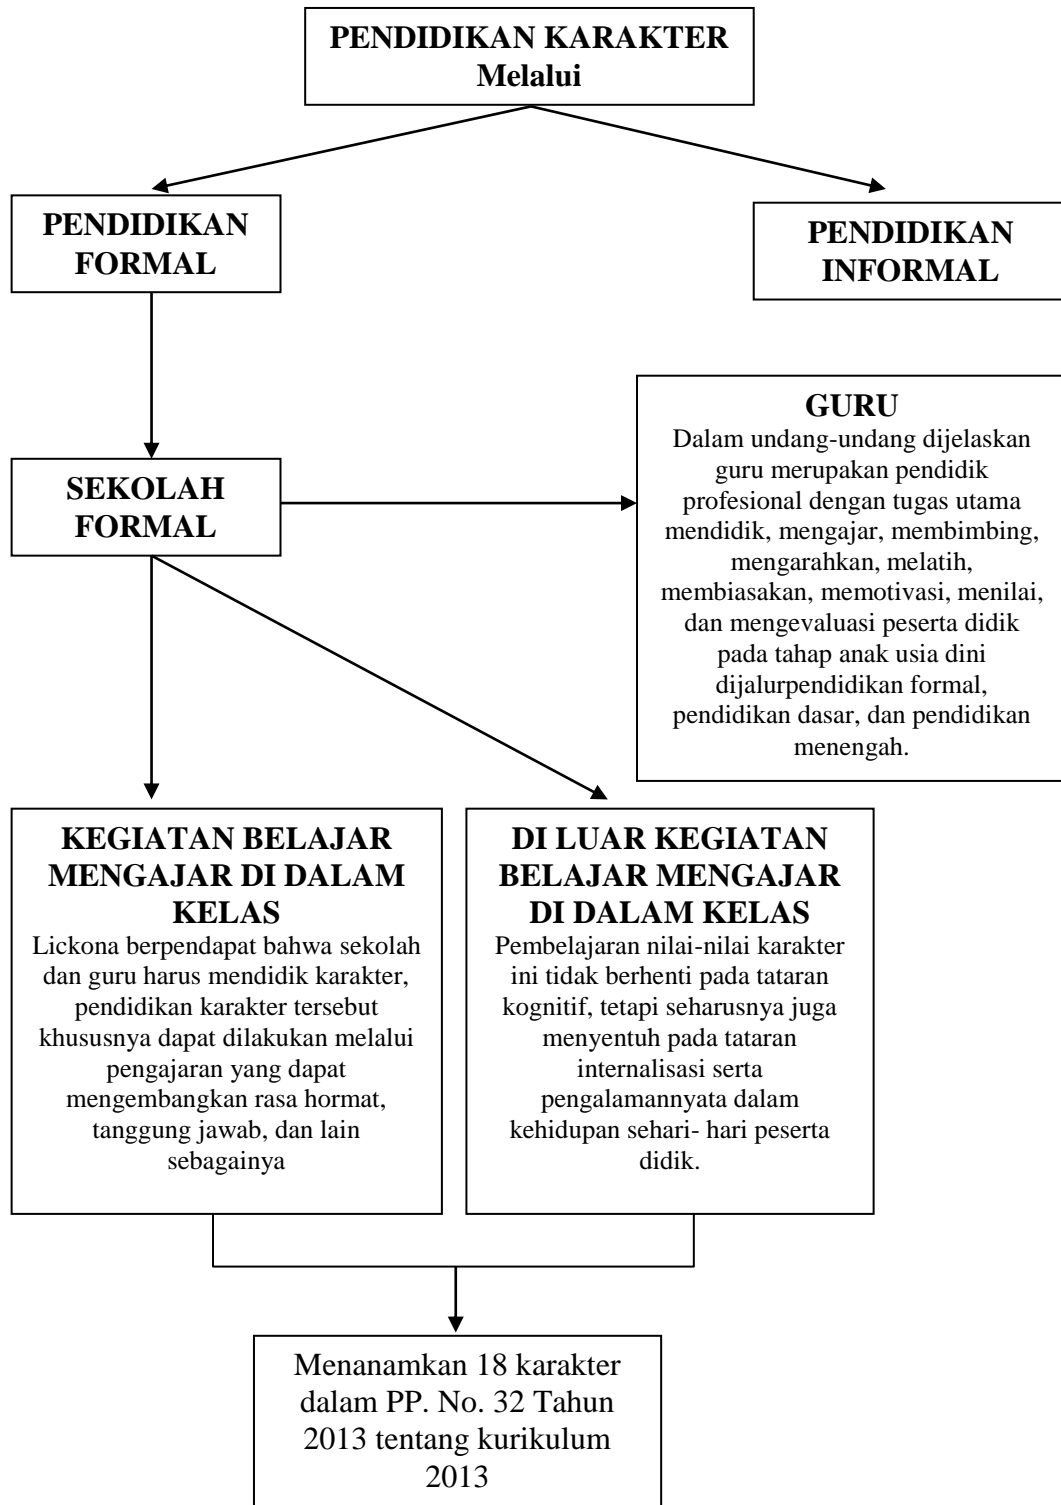 PENDIDIKAN KARAKTER
Melalui
PENDIDIKAN
FORMAL
PENDIDIKAN
INFORMAL
GURU
Dalam undang-undang dijelaskan
guru merupakan pendidik
profesional dengan tugas utama
mendidik, mengajar, membimbing,
mengarahkan, melatih,
membiasakan, memotivasi, menilai,
dan mengevaluasi peserta didik
pada tahap anak usia dini
dijalurpendidikan formal,
pendidikan dasar, dan pendidikan
menengah.
SEKOLAH
FORMAL
KEGIATAN BELAJAR
MENGAJAR DI DALAM
KELAS
Lickona berpendapat bahwa sekolah
dan guru harus mendidik karakter,
pendidikan karakter tersebut
khususnya dapat dilakukan melalui
pengajaran yang dapat
mengembangkan rasa hormat,
tanggung jawab, dan lain
sebagainya
DI LUAR KEGIATAN
BELAJAR MENGAJAR
DI DALAM KELAS
Pembelajaran nilai-nilai karakter
ini tidak berhenti pada tataran
kognitif, tetapi seharusnya juga
menyentuh pada tataran
internalisasi serta
pengalamannyata dalam
kehidupan sehari- hari peserta
didik.
Menanamkan 18 karakter
dalam PP. No. 32 Tahun
2013 tentang kurikulum
2013